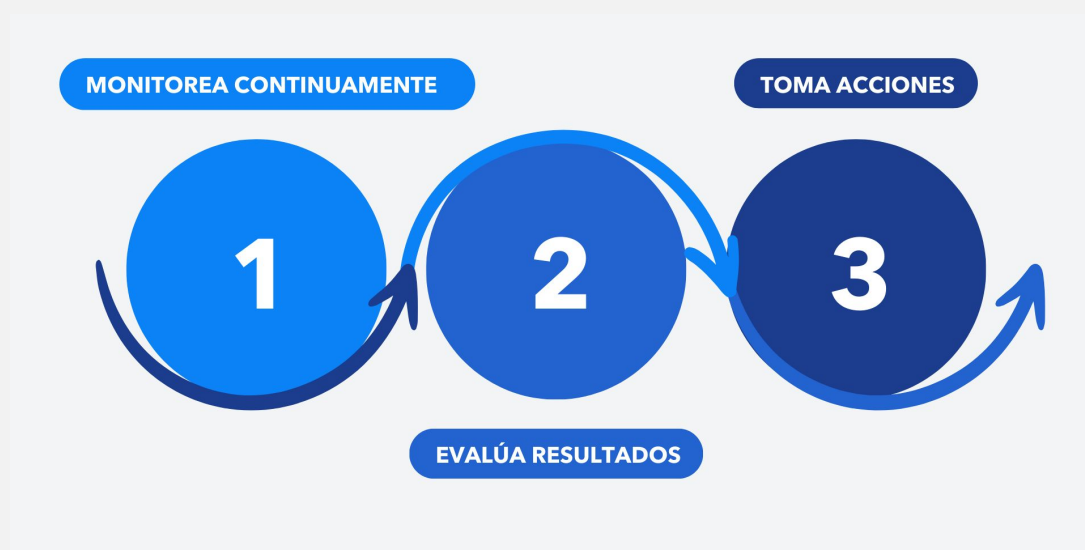 MONITOREA CONTINUAMENTE
1
2
EVALÚA RESULTADOS
TOMA ACCIONES
3